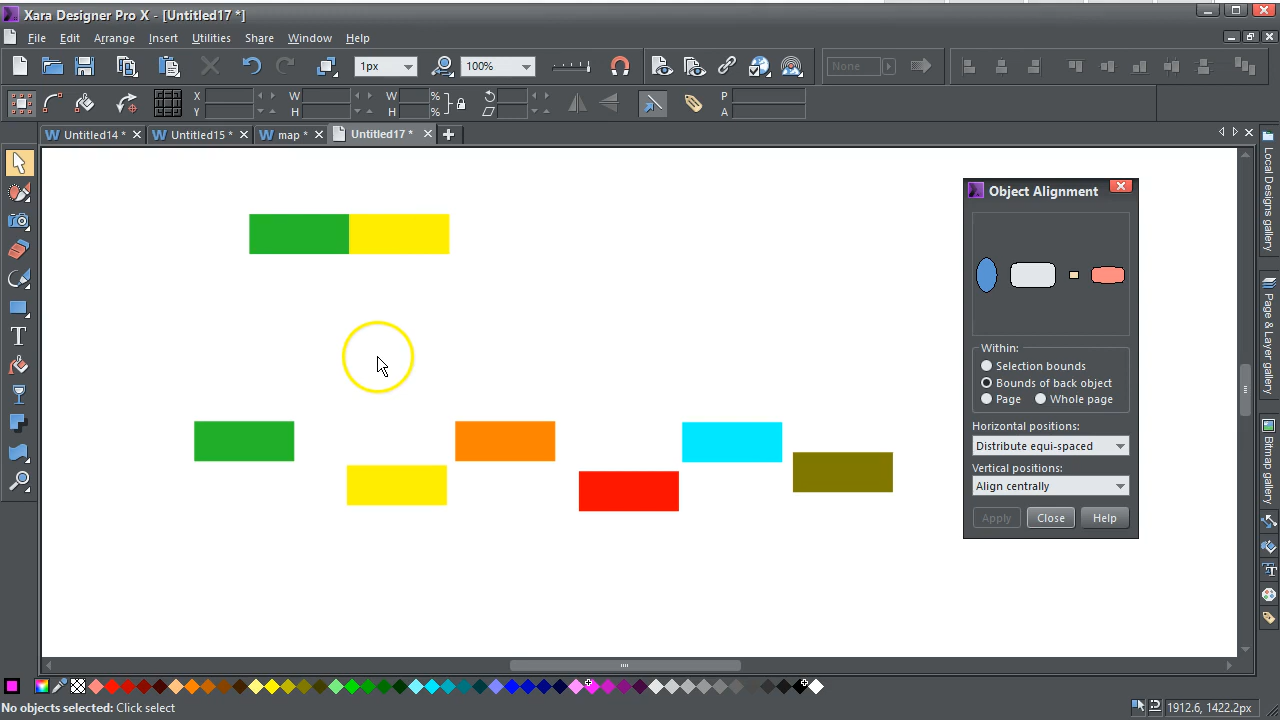 Xara Designer Pro X - [Untitled17 *]
File Edit Arrange Insert Utilities Share Window Help
1px 100% None
X W W % P
Y H H % A
Untitled14 * Untitled15 * map * Untitled17 *
Local Designs gallery
Page & Layer gallery
Bitmap gallery
Object Alignment
Within:
Selection bounds
Bounds of back object
Page Whole page
Horizontal positions:
Distribute equi-spaced
Vertical positions:
Align centrally
Apply Close Help
No objects selected: Click select
1912.6, 1422.2px